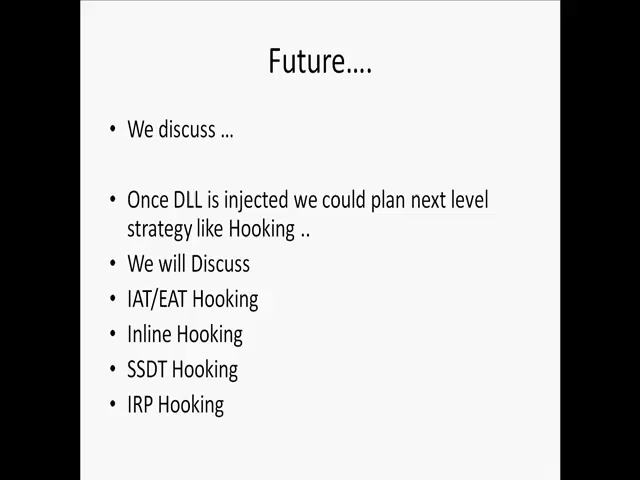 Future....
• We discuss ...
• Once DLL is injected we could plan next level
strategy like Hooking ..
• We will Discuss
• IAT/EAT Hooking
• Inline Hooking
• SSDT Hooking
• IRP Hooking